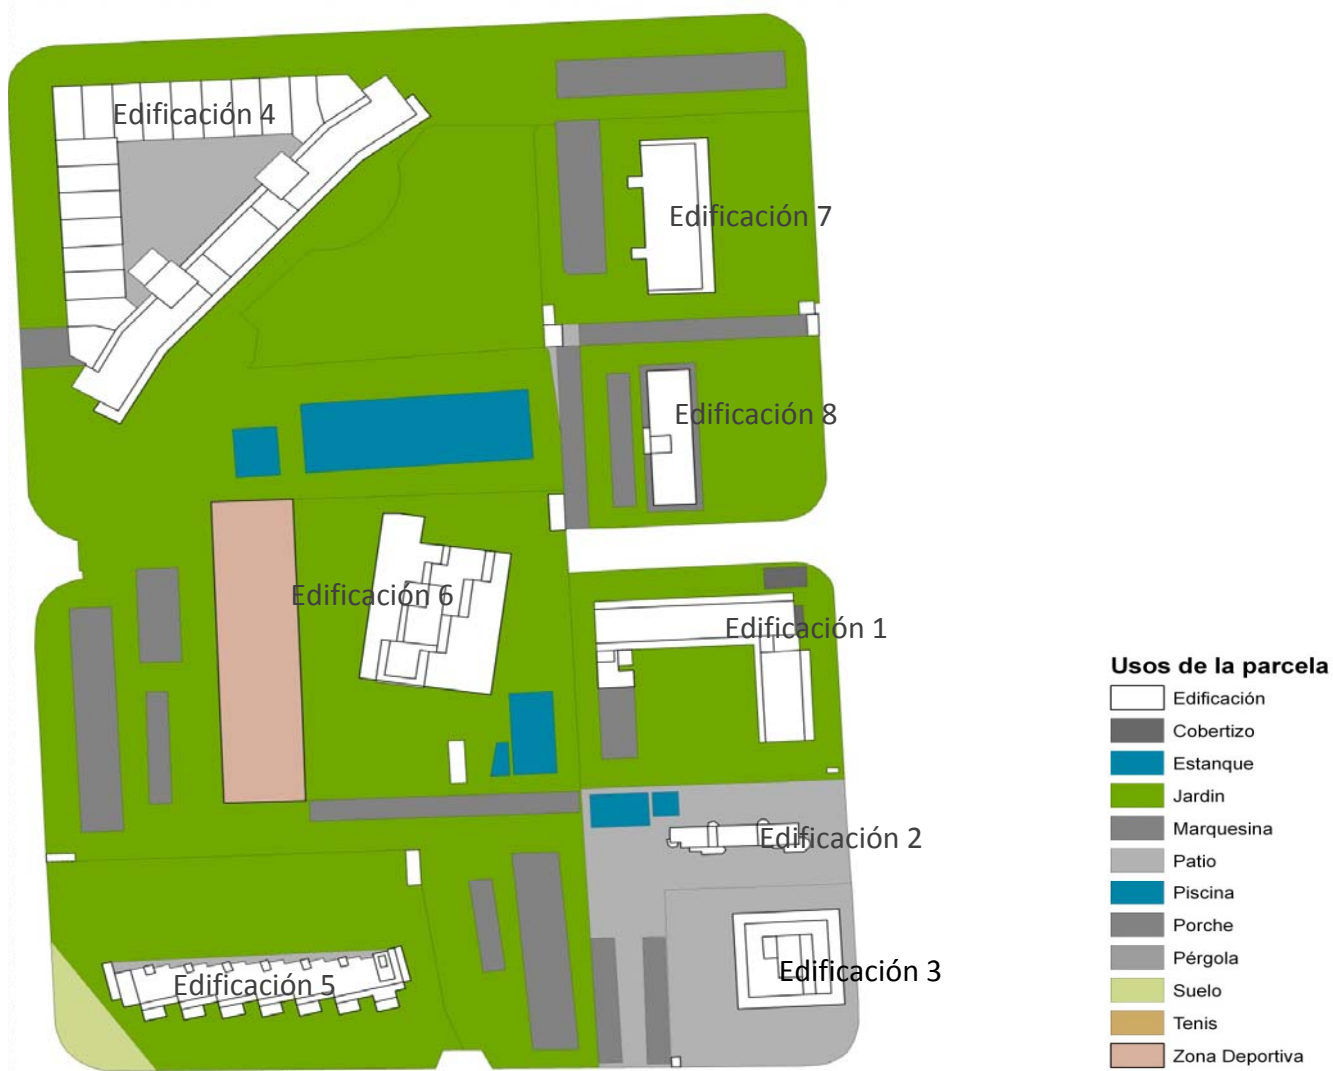 Edificación 4
Edificación 7
Edificación 8
Edificación 6
Edificación 1
Edificación 2
Edificación 3
Edificación 5
Usos de la parcela
Edificación
Cobertizo
Estanque
Jardin
Marquesina
Patio
Piscina
Porche
Pérgola
Suelo
Tenis
Zona Deportiva